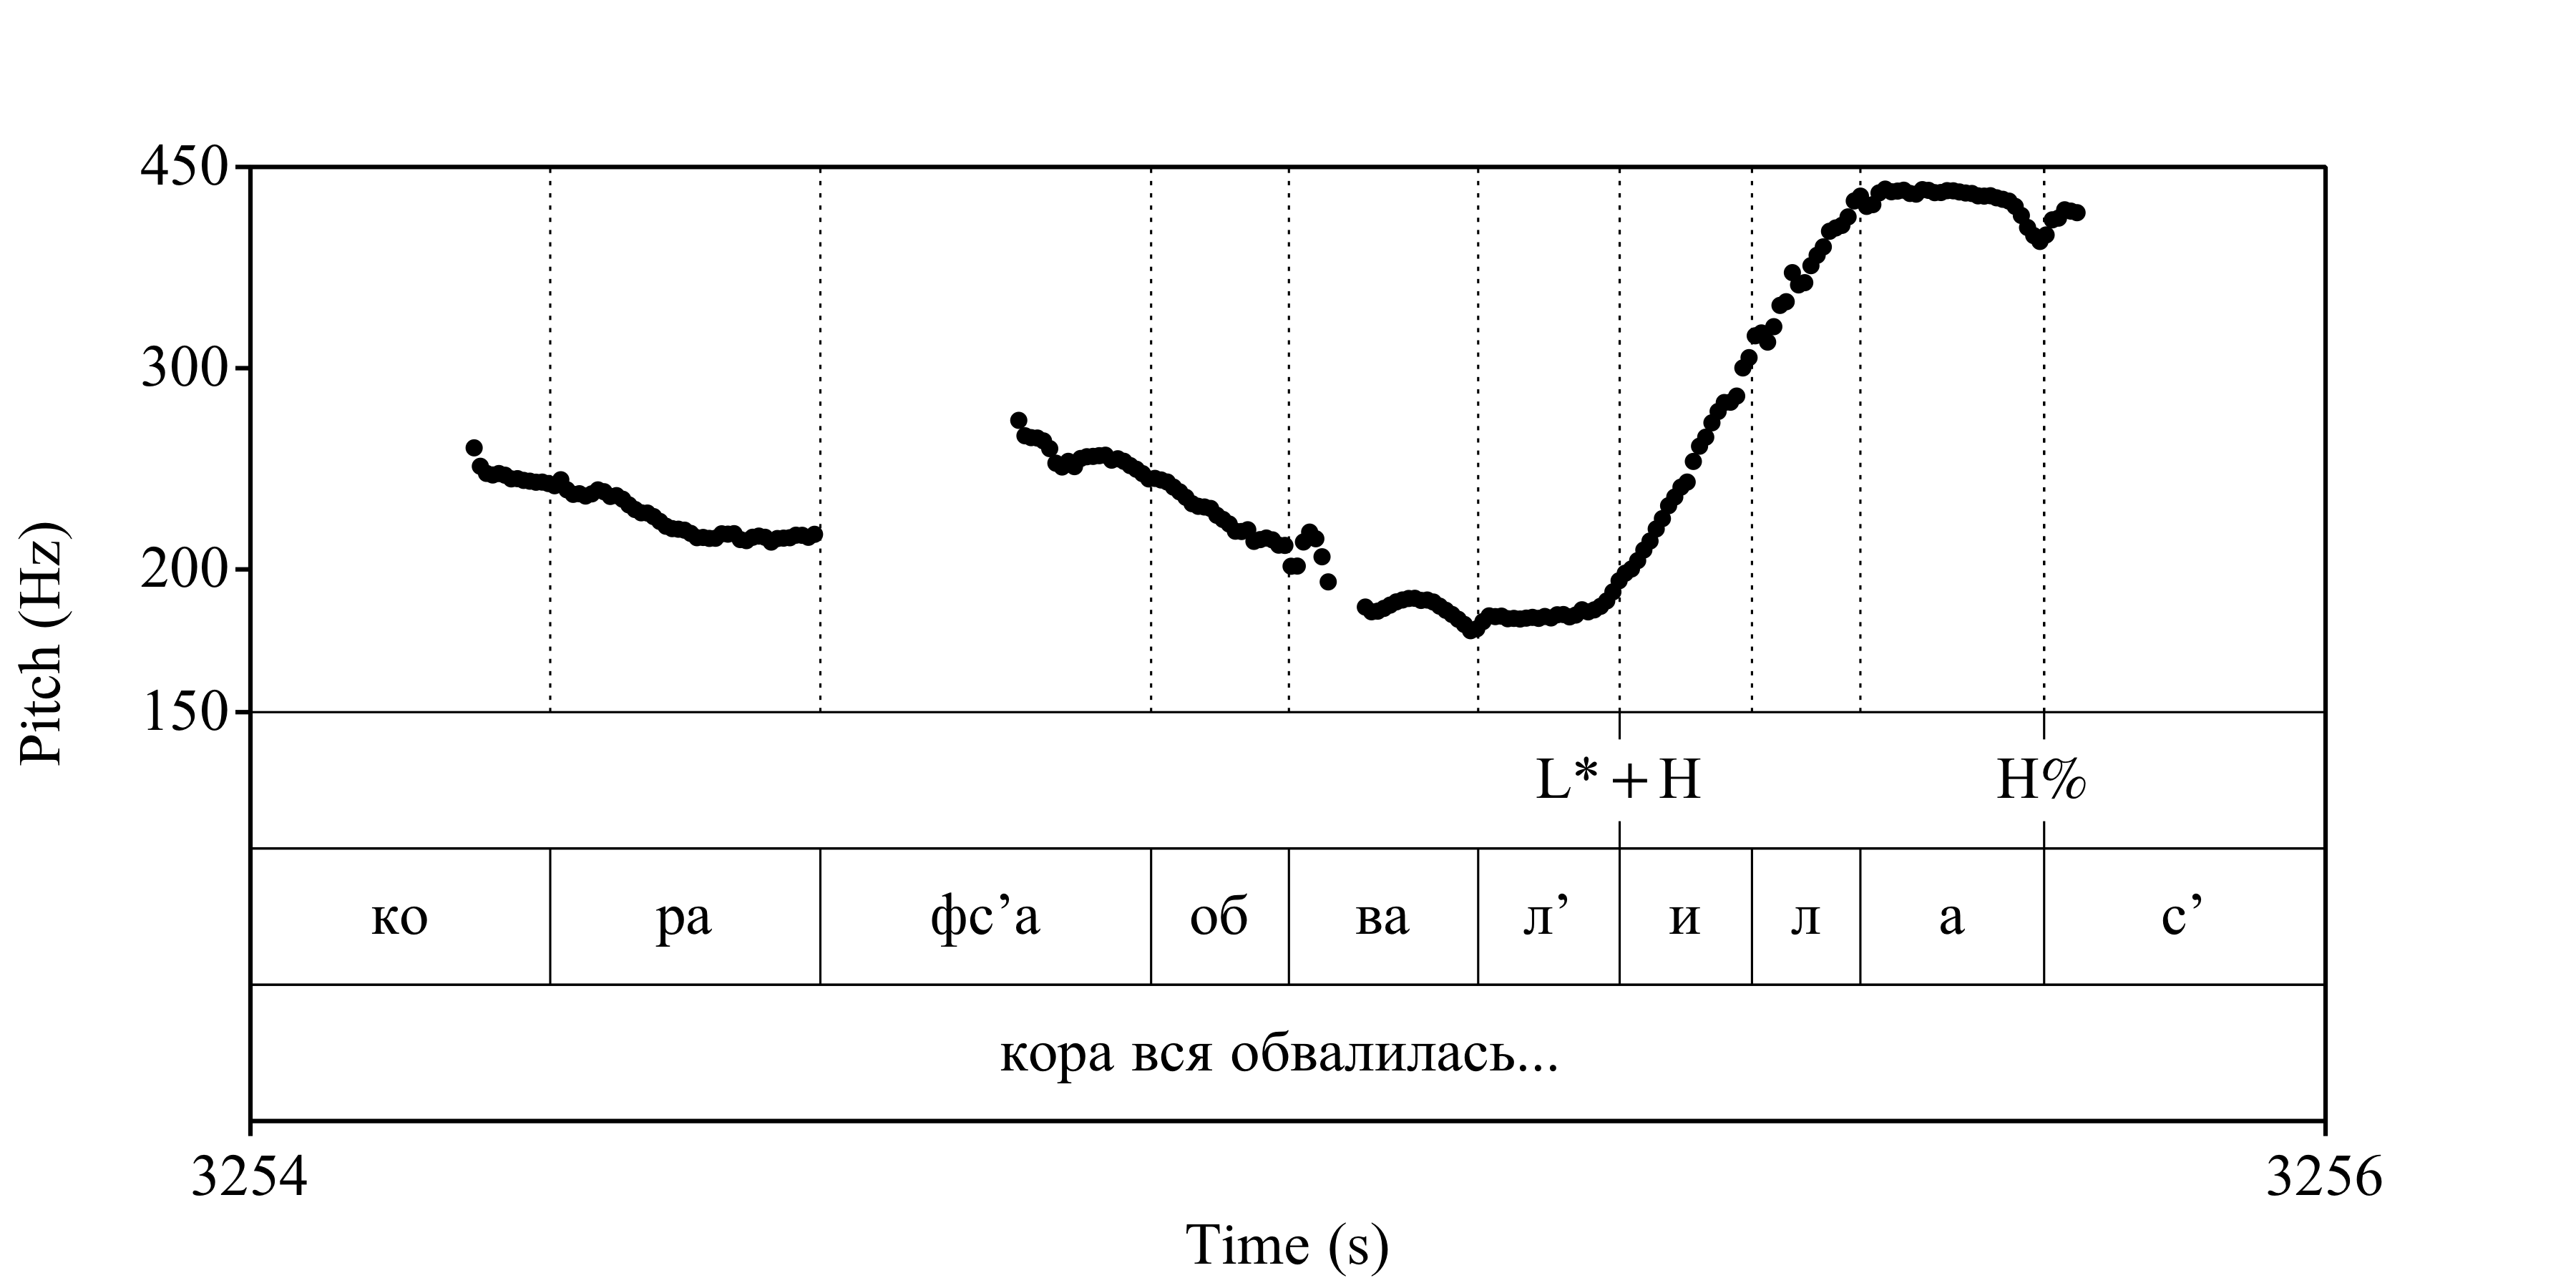 450
300
200
150
Pitch (Hz)
L* + H H%
ко ра фс’а об ва л’ и л а с’
кора вся обвалилась...
3254 3256
Time (s)